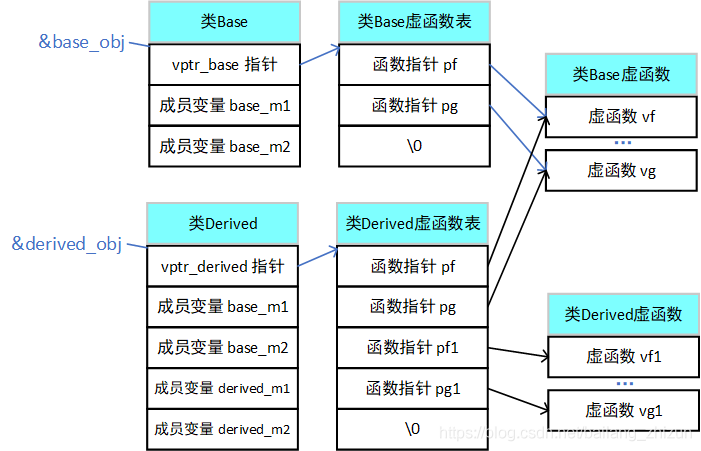 类Base
类Base虚函数表
&base_obj
vptr_base 指针
函数指针 pf
类Base虚函数
成员变量 base_m1
函数指针 pg
虚函数 vf
...
成员变量 base_m2
\0
虚函数 vg
类Derived
类Derived虚函数表
&derived_obj
vptr_derived 指针
函数指针 pf
成员变量 base_m1
函数指针 pg
类Derived虚函数
成员变量 base_m2
函数指针 pf1
虚函数 vf1
...
成员变量 derived_m1
函数指针 pg1
虚函数 vg1
成员变量 derived_m2
\0